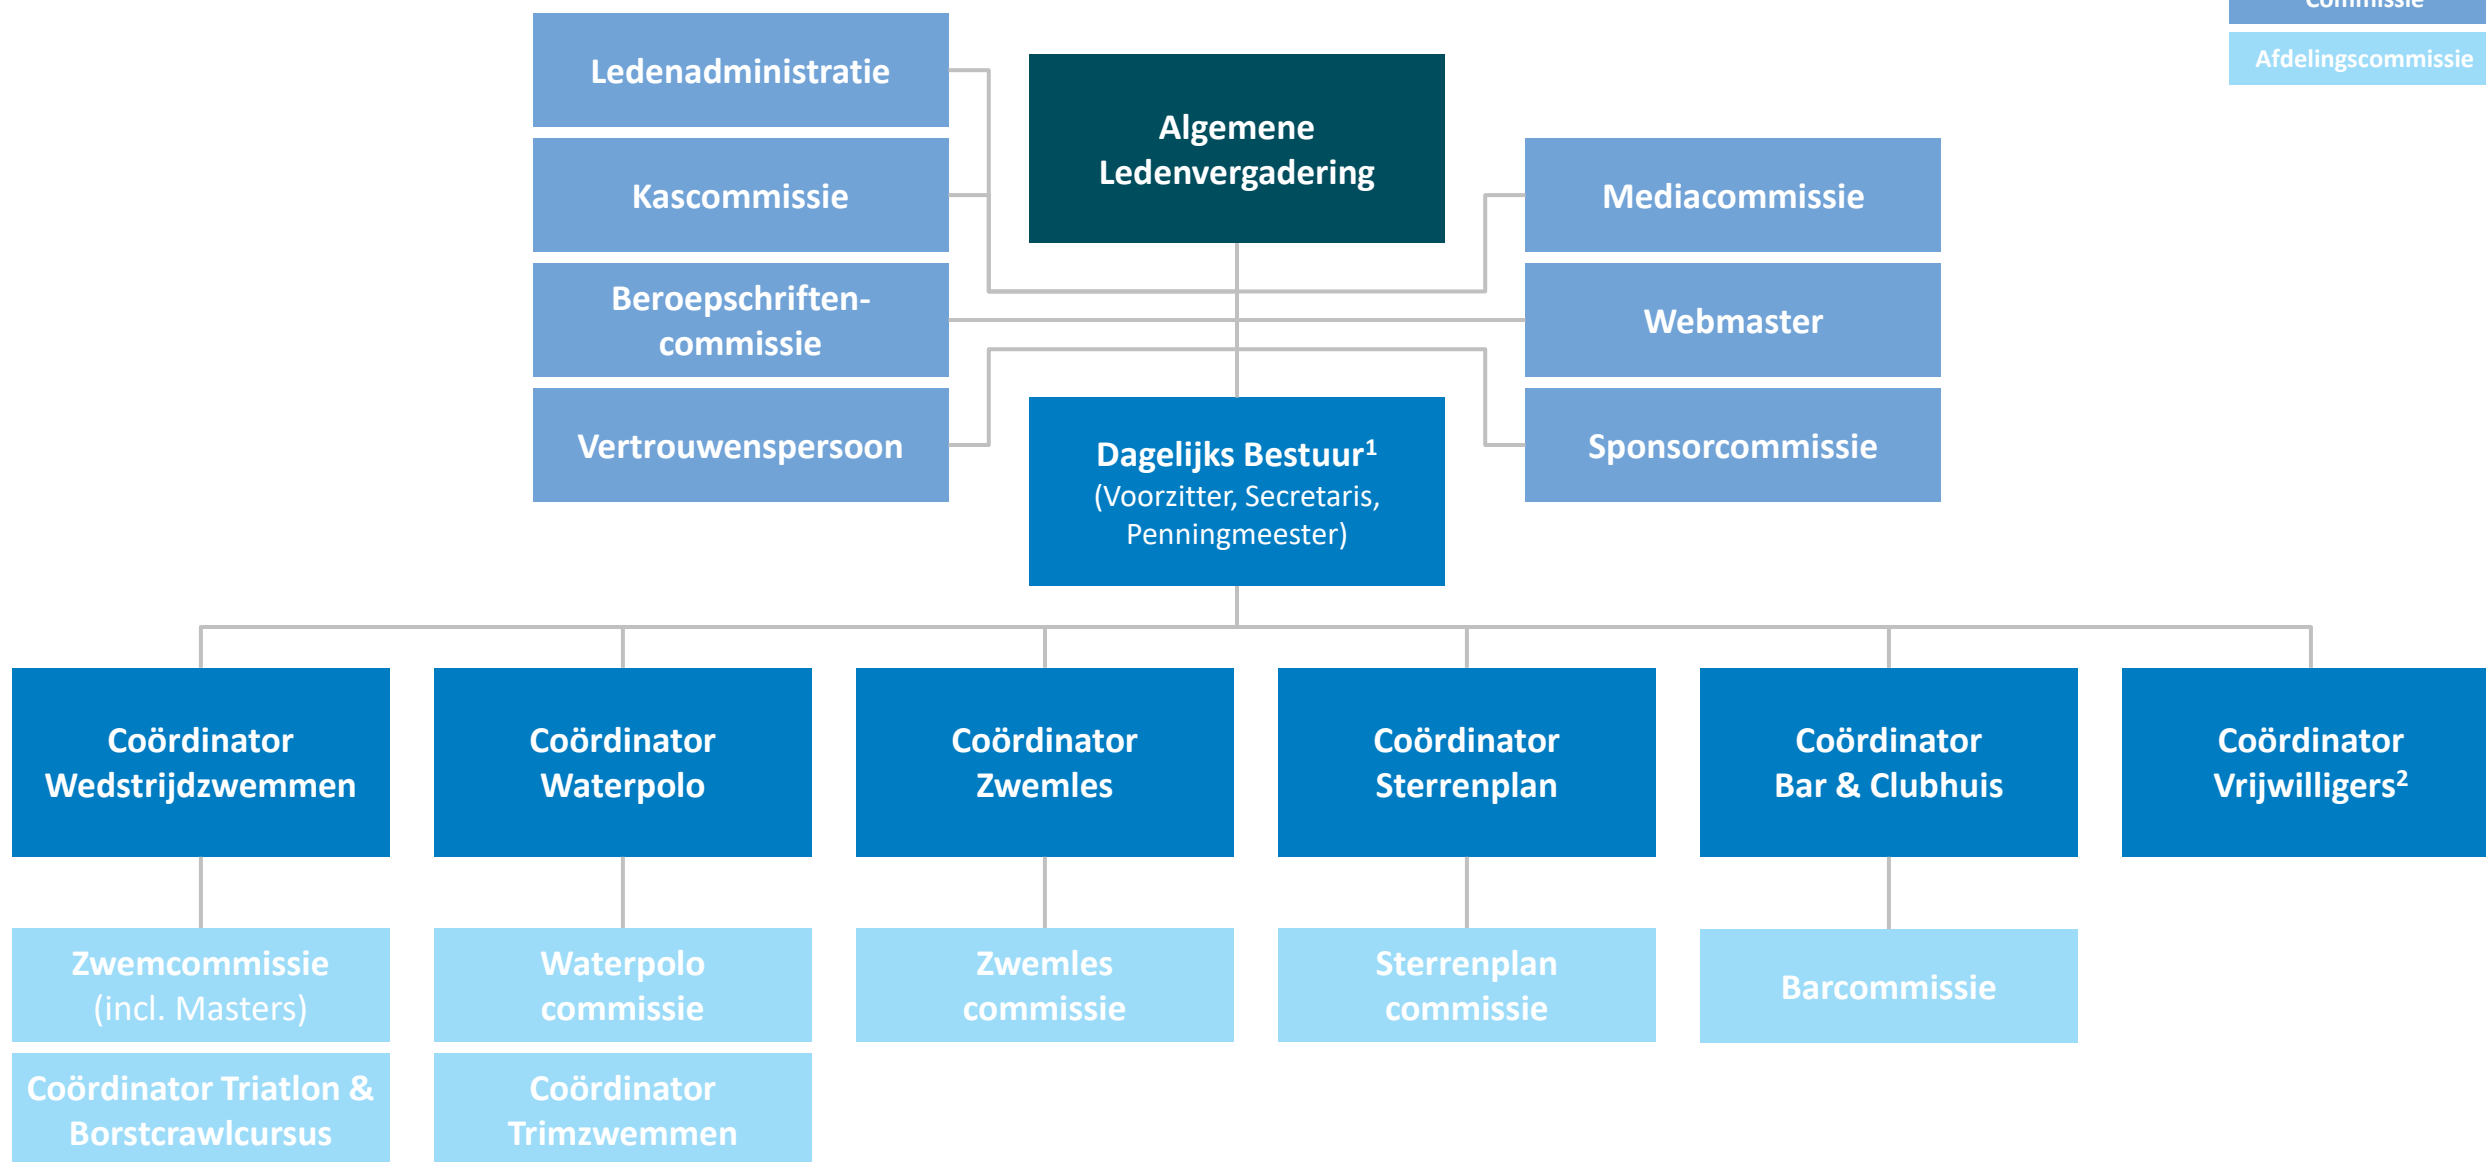 Commissie
Afdelingscommissie
Ledenadministratie
Algemene
Ledenvergadering
Kascommissie
Mediacommissie
Beroepschriften-
commissie
Webmaster
Vertrouwenspersoon
Dagelijks Bestuur¹
(Voorzitter, Secretaris,
Penningmeester)
Sponsorcommissie
Coördinator
Wedstrijdzwemmen
Coördinator
Waterpolo
Coördinator
Zwemles
Coördinator
Sterrenplan
Coördinator
Bar & Clubhuis
Coördinator
Vrijwilligers²
Zwemcommissie
(incl. Masters)
Waterpolo
commissie
Zwemles
commissie
Sterrenplan
commissie
Barcommissie
Coördinator Triatlon &
Borstcrawlcursus
Coördinator
Trimzwemmen